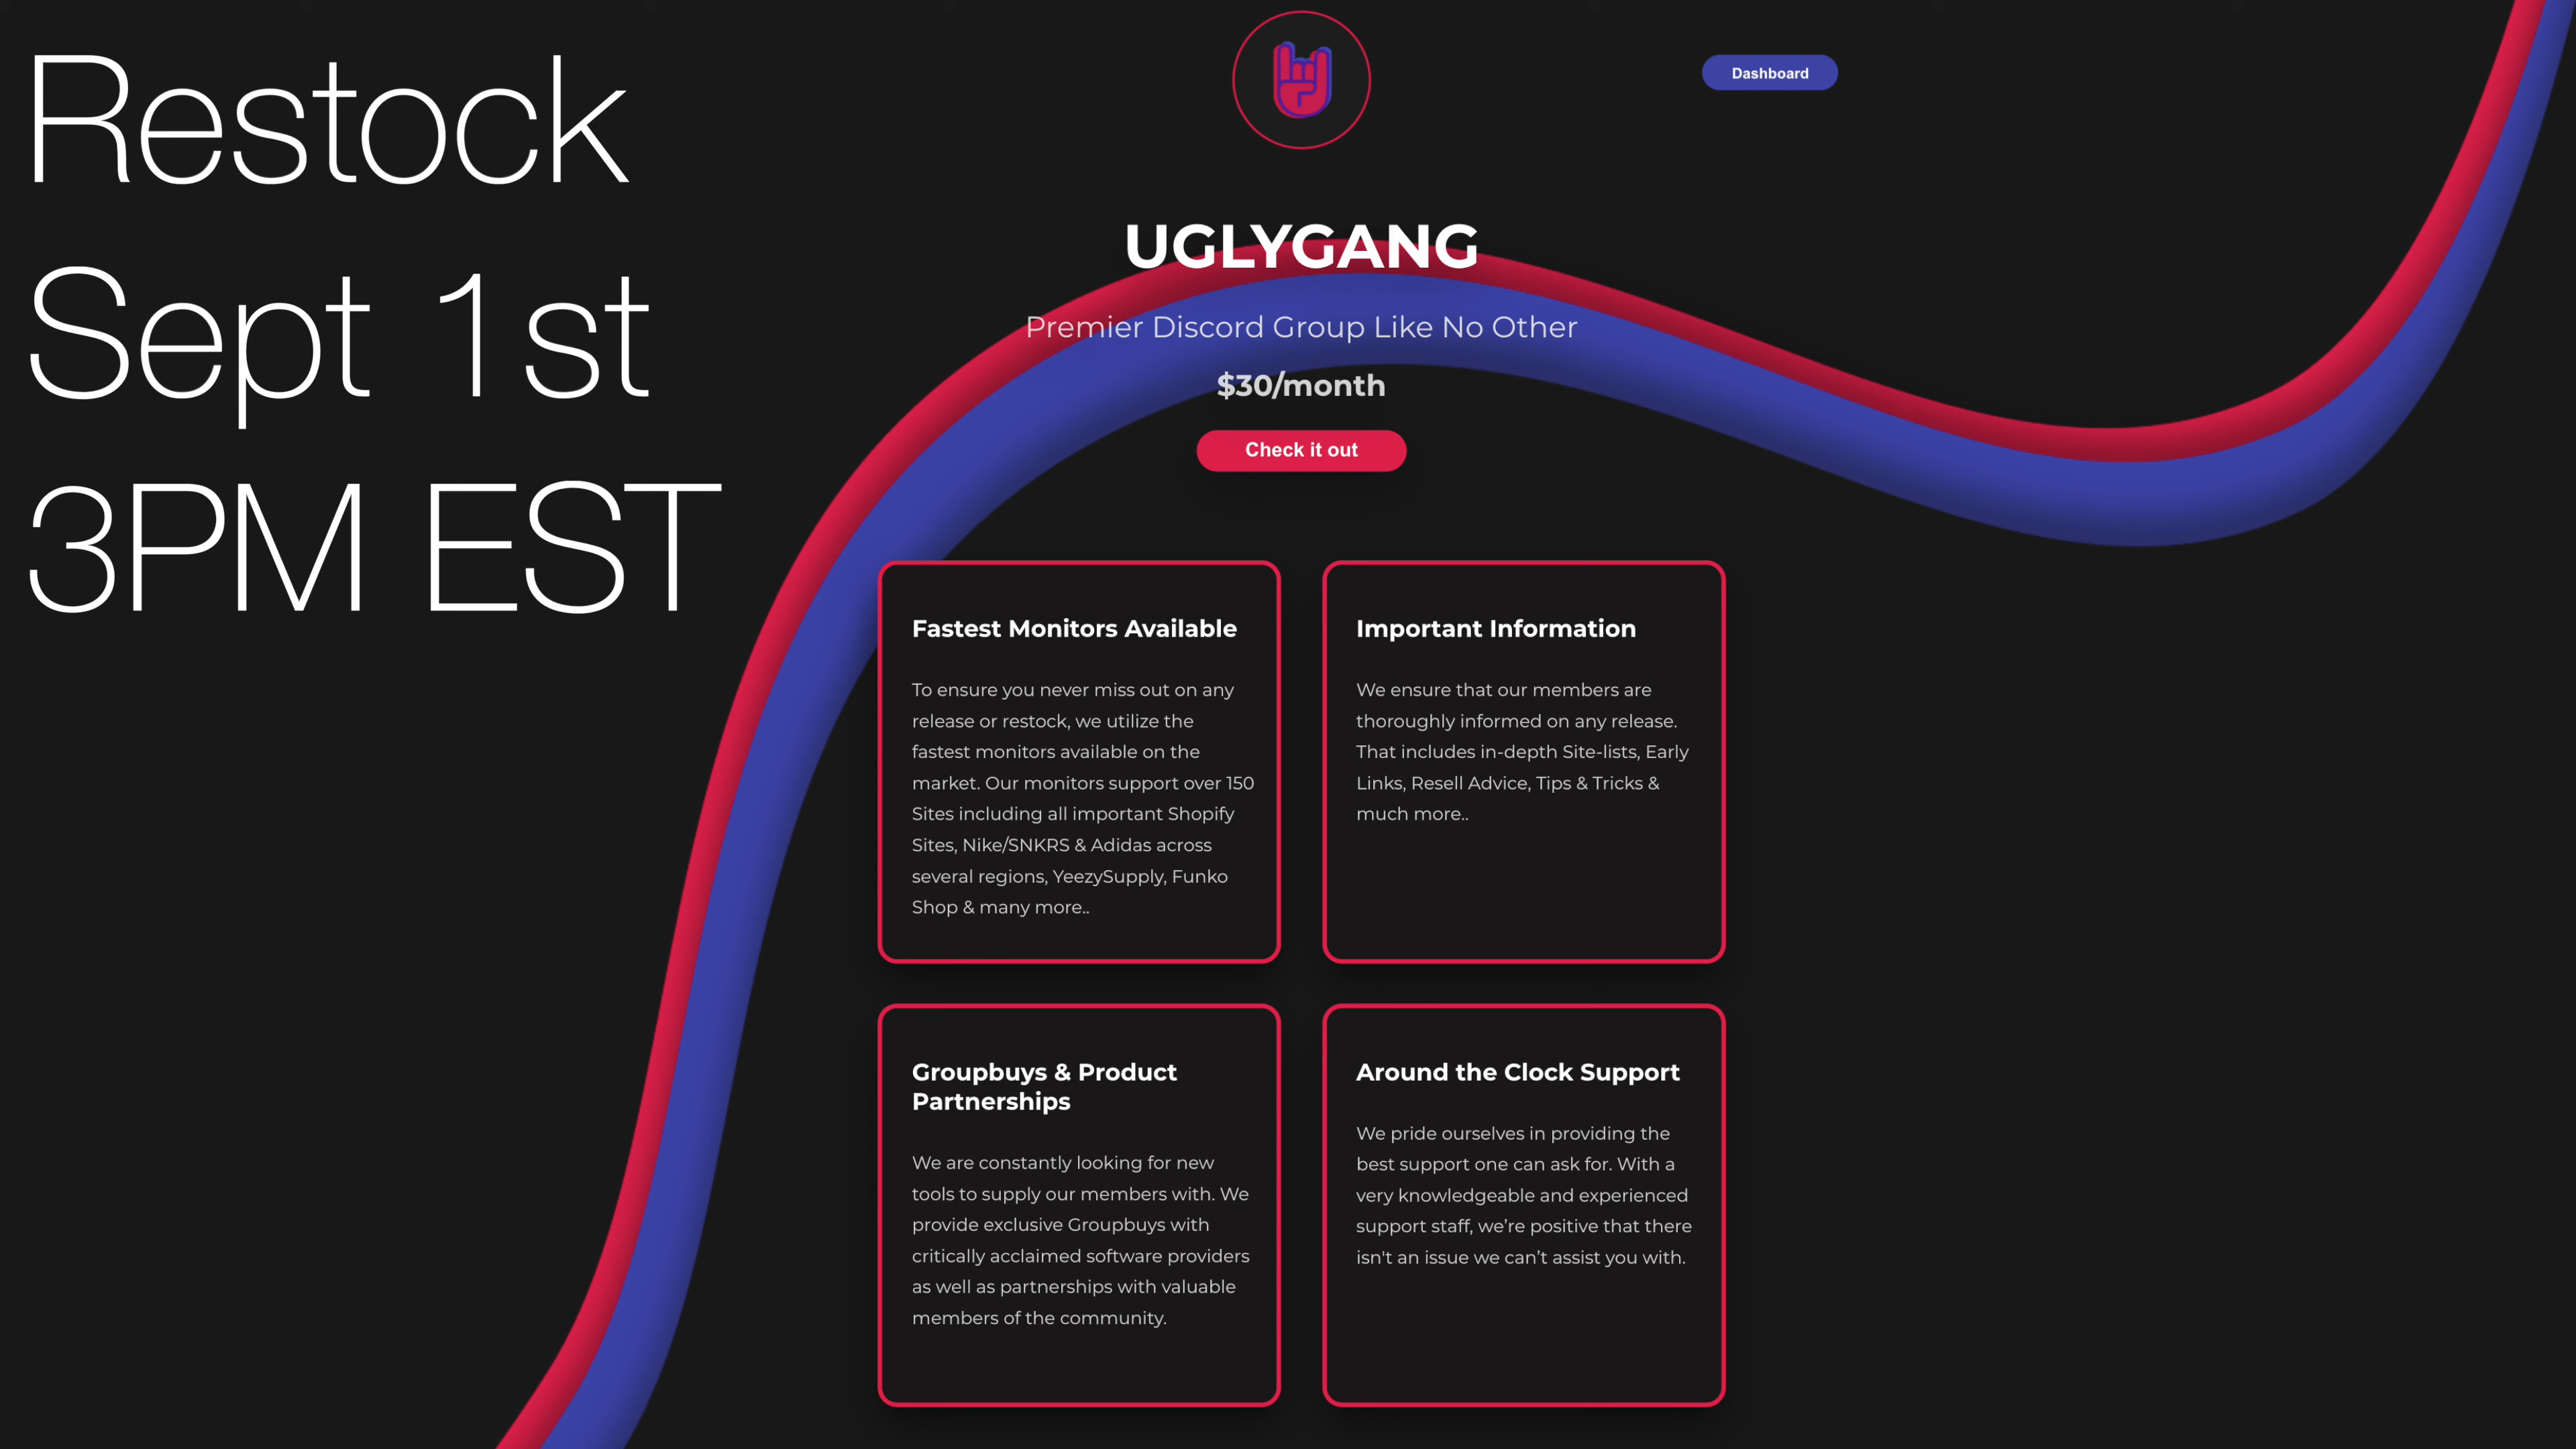 Restock
Sept 1st
3PM EST
Dashboard
UGLYGANG
Premier Discord Group Like No Other
$30/month
Check it out
Fastest Monitors Available
To ensure you never miss out on any
release or restock, we utilize the
fastest monitors available on the
market. Our monitors support over 150
Sites including all important Shopify
Sites, Nike/SNKRS & Adidas across
several regions, YeezySupply, Funko
Shop & many more..
Important Information
We ensure that our members are
thoroughly informed on any release.
That includes in-depth Site-lists, Early
Links, Resell Advice, Tips & Tricks &
much more..
Groupbuys & Product
Partnerships
We are constantly looking for new
tools to supply our members with. We
provide exclusive Groupbuys with
critically acclaimed software providers
as well as partnerships with valuable
members of the community.
Around the Clock Support
We pride ourselves in providing the
best support one can ask for. With a
very knowledgeable and experienced
support staff, we’re positive that there
isn't an issue we can’t assist you with.